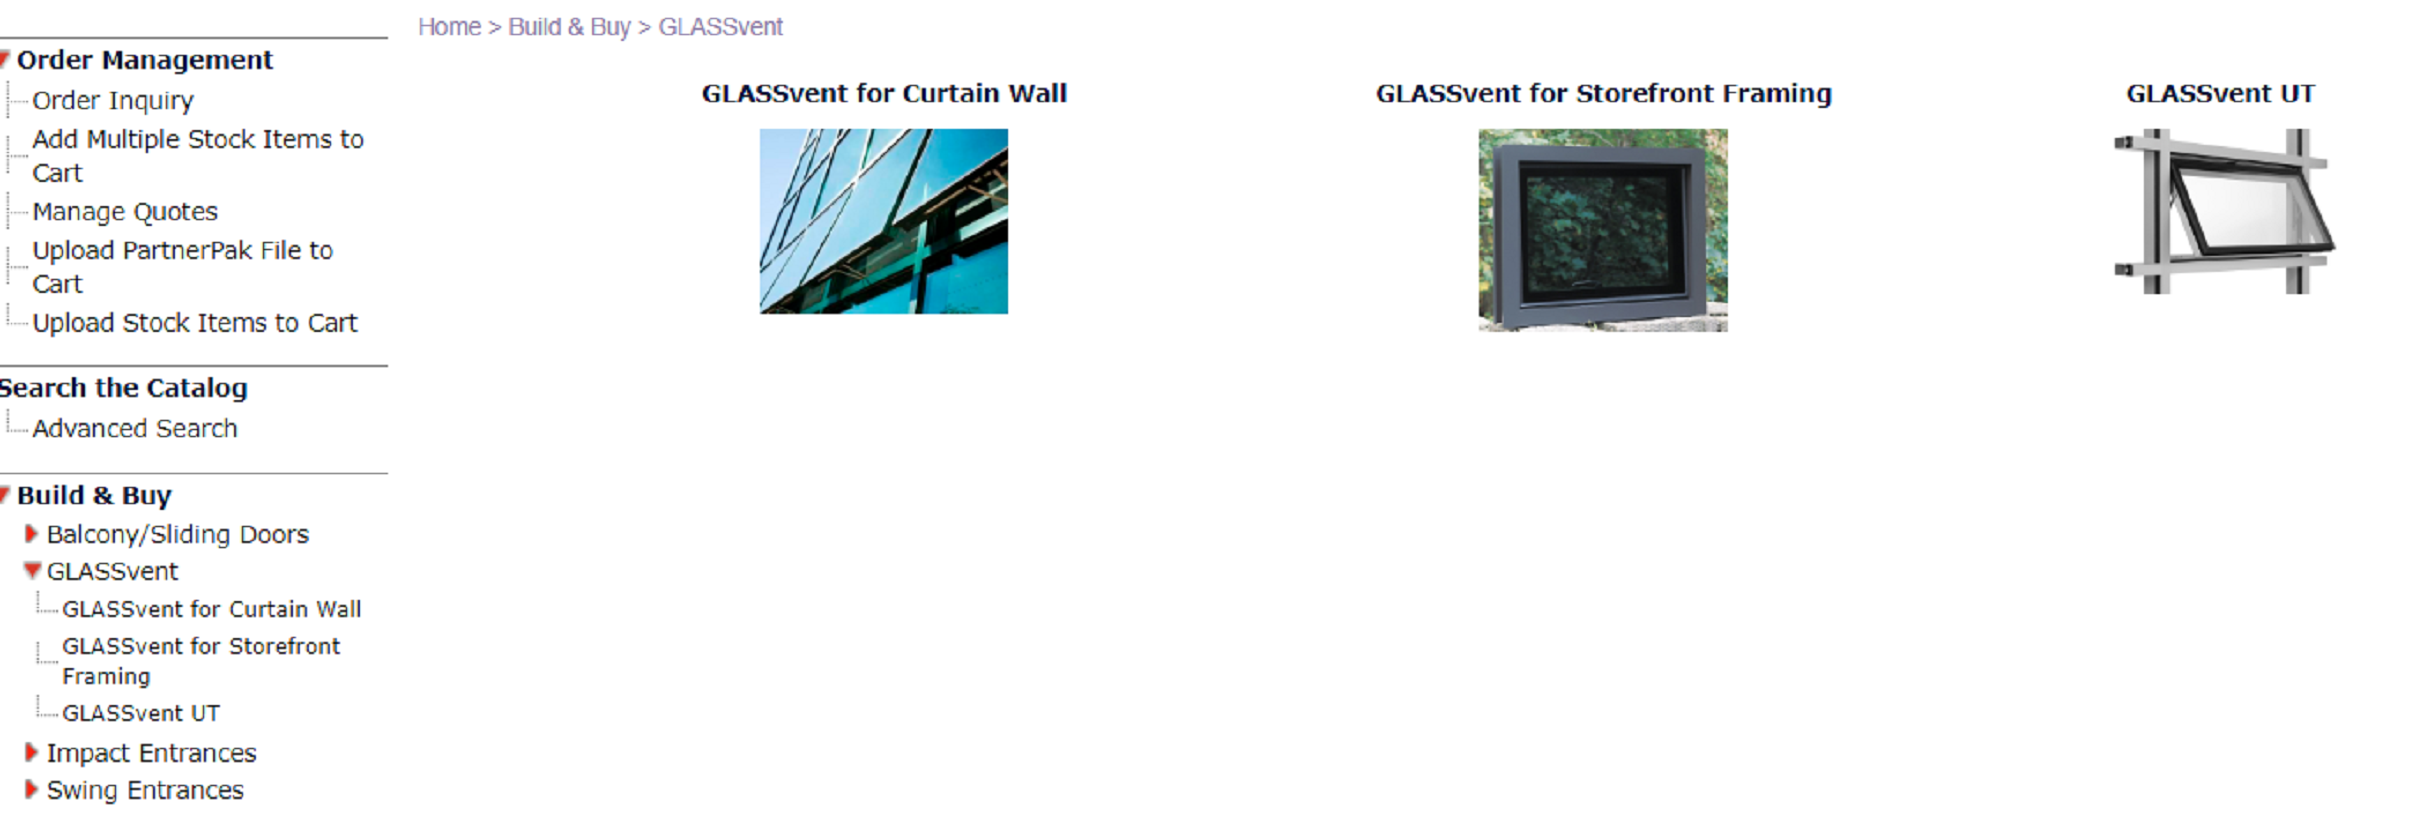 Home > Build & Buy > GLASSvent
Order Management
Order Inquiry
Add Multiple Stock Items to
Cart
Manage Quotes
Upload PartnerPak File to
Cart
Upload Stock Items to Cart
Search the Catalog
Advanced Search
Build & Buy
Balcony/Sliding Doors
GLASSvent
GLASSvent for Curtain Wall
GLASSvent for Storefront
Framing
GLASSvent UT
Impact Entrances
Swing Entrances
GLASSvent for Curtain Wall
GLASSvent for Storefront Framing
GLASSvent UT